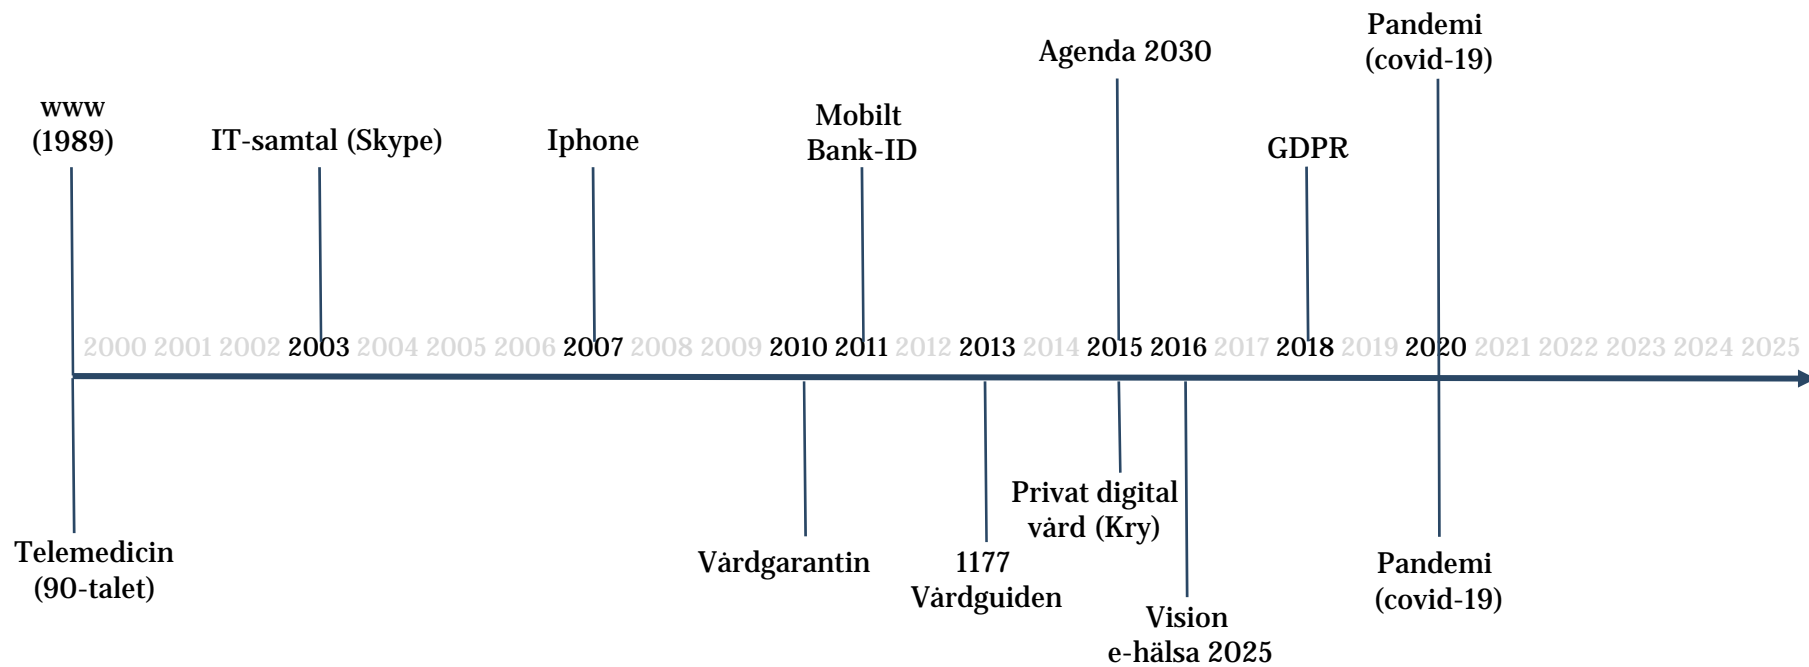 Pandemi
(covid-19)
Agenda 2030
www
(1989)
IT-samtal (Skype)
Iphone
Mobilt
Bank-ID
GDPR
2000 2001 2002 2003 2004 2005 2006 2007 2008 2009 2010 2011 2012 2013 2014 2015 2016 2017 2018 2019 2020 2021 2022 2023 2024 2025
Telemedicin
(90-talet)
Vårdgarantin
1177
Vårdguiden
Privat digital
vård (Kry)
Vision
e-hälsa 2025
Pandemi
(covid-19)